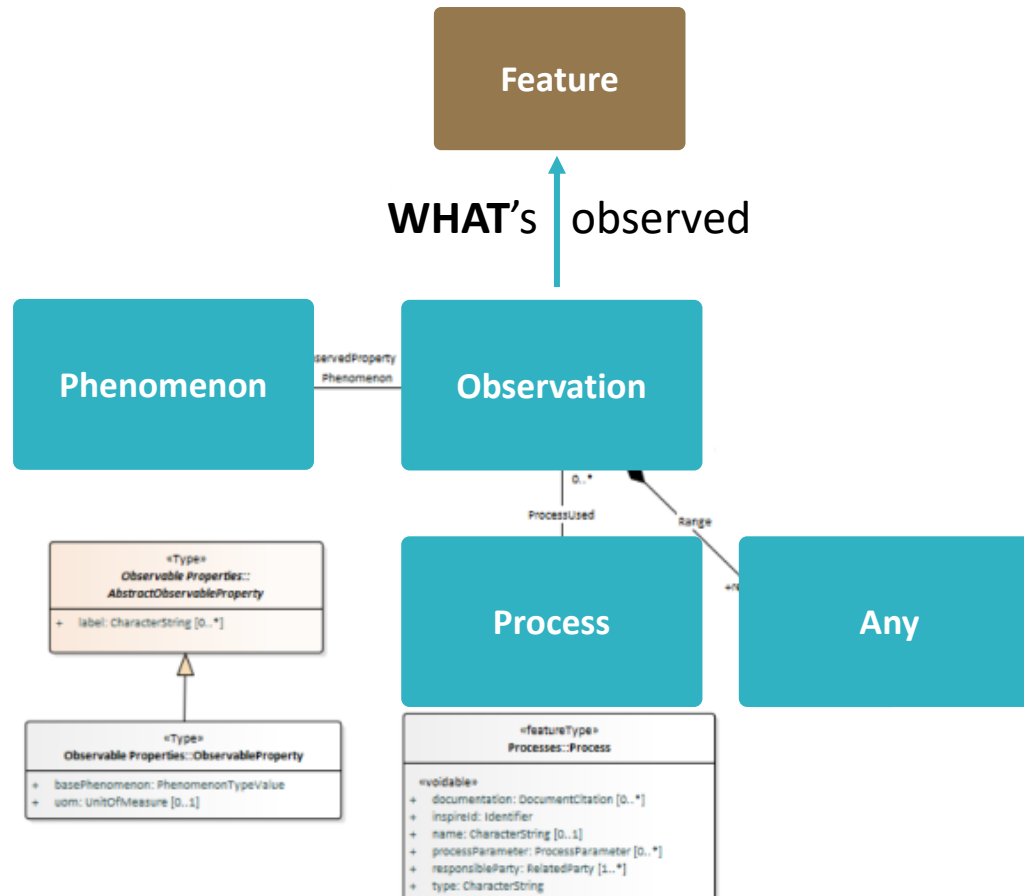 Feature
WHAT's observed
Phenomenon
servedProperty
Phenomenon
Observation
0..*
ProcessUsed
Range
+re
«Type»
Observable Properties::
AbstractObservableProperty
+ label: CharacterString [0..*]
Process
Any
«Type»
Observable Properties::ObservableProperty
+ basePhenomenon: PhenomenonTypeValue
+ uom: UnitOfMeasure [0..1]
«featureType»
Processes::Process
«voidable»
+ documentation: DocumentCitation [0..*]
+ inspireId: Identifier
+ name: CharacterString [0..1]
+ processParameter: ProcessParameter [0..*]
+ responsibleParty: RelatedParty [1..*]
+ type: CharacterString